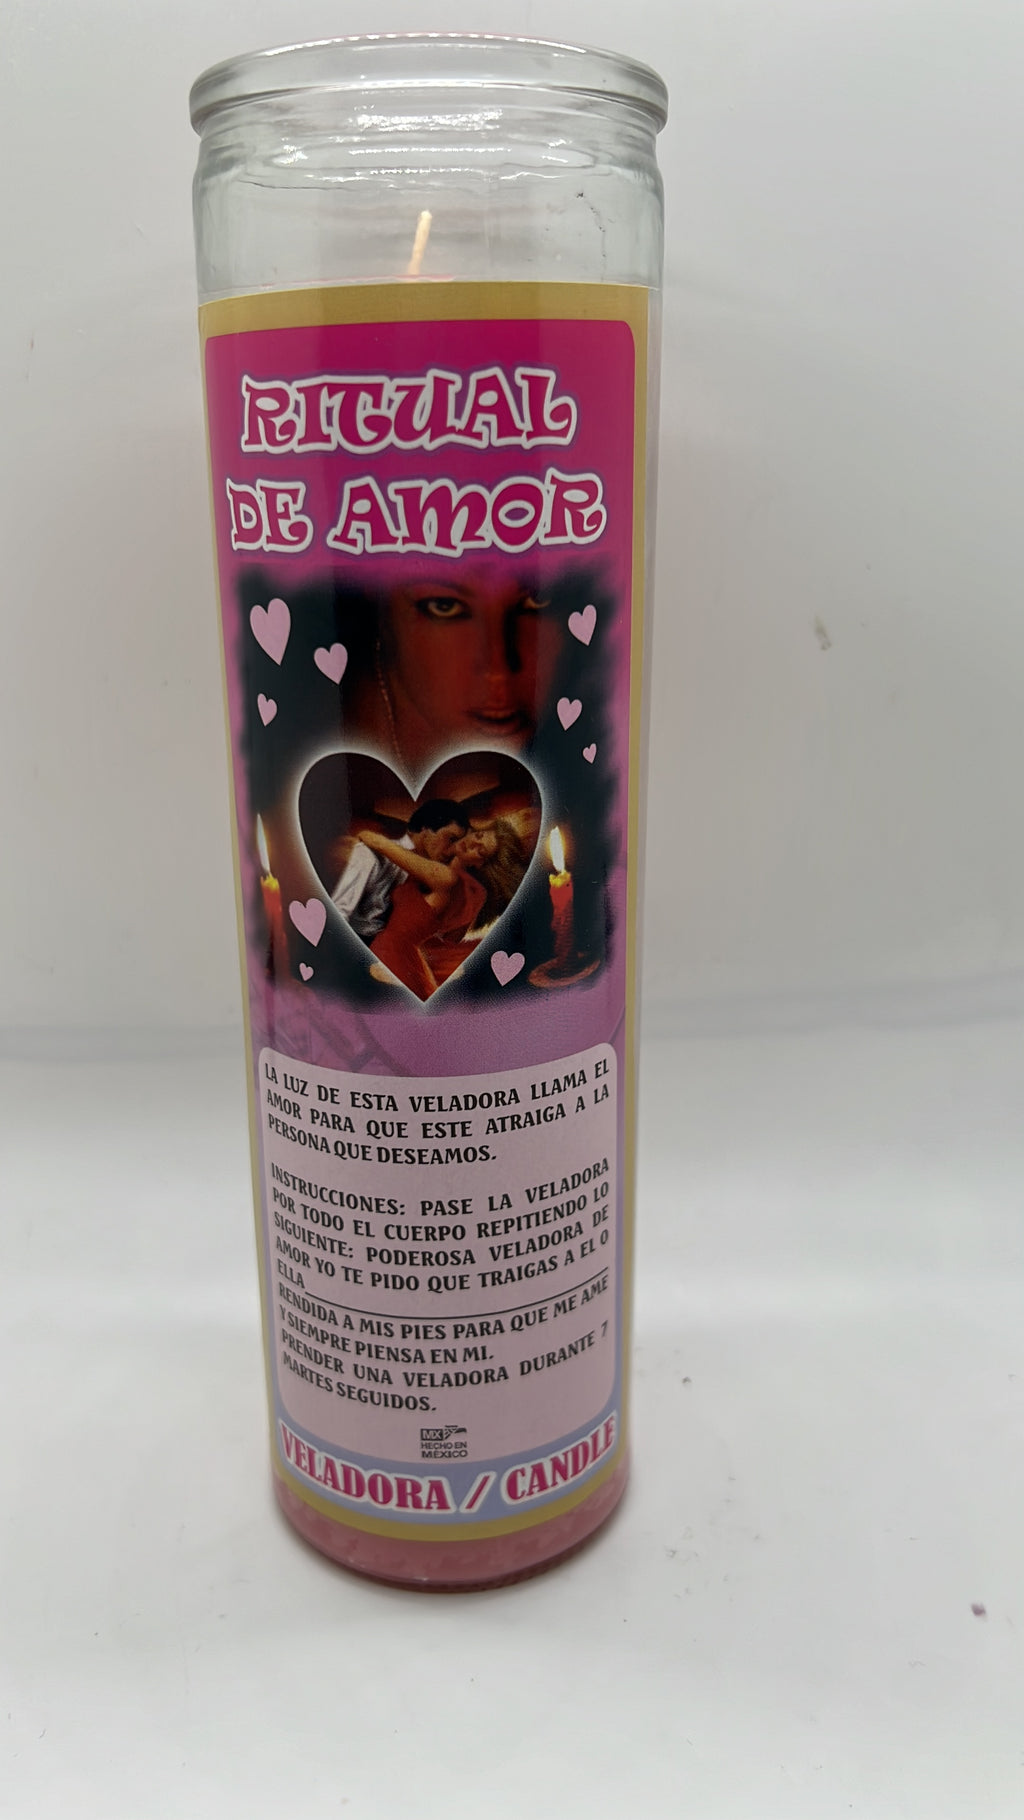 RITUAL
DE AMOR
LA LUZ DE ESTA VELADORA LLAMA EL
AMOR PARA QUE ESTE ATRAIGA A LA
PERSONA QUE DESEAMOS.
INSTRUCCIONES: PASE LA VELADORA
POR TODO EL CUERPO REPITIENDO LO
SIGUIENTE: PODEROSA VELADORA DE
AMOR YO TE PIDO QUE TRAIGAS A EL O
ELLA
RENDIDA A MIS PIES PARA QUE ME AME
Y SIEMPRE PIENSA EN MI.
PRENDER UNA VELADORA DURANTE 7
MARTES SEGUIDOS.
MX
HECHO EN
MÉXICO
VELADORA / CANDLE